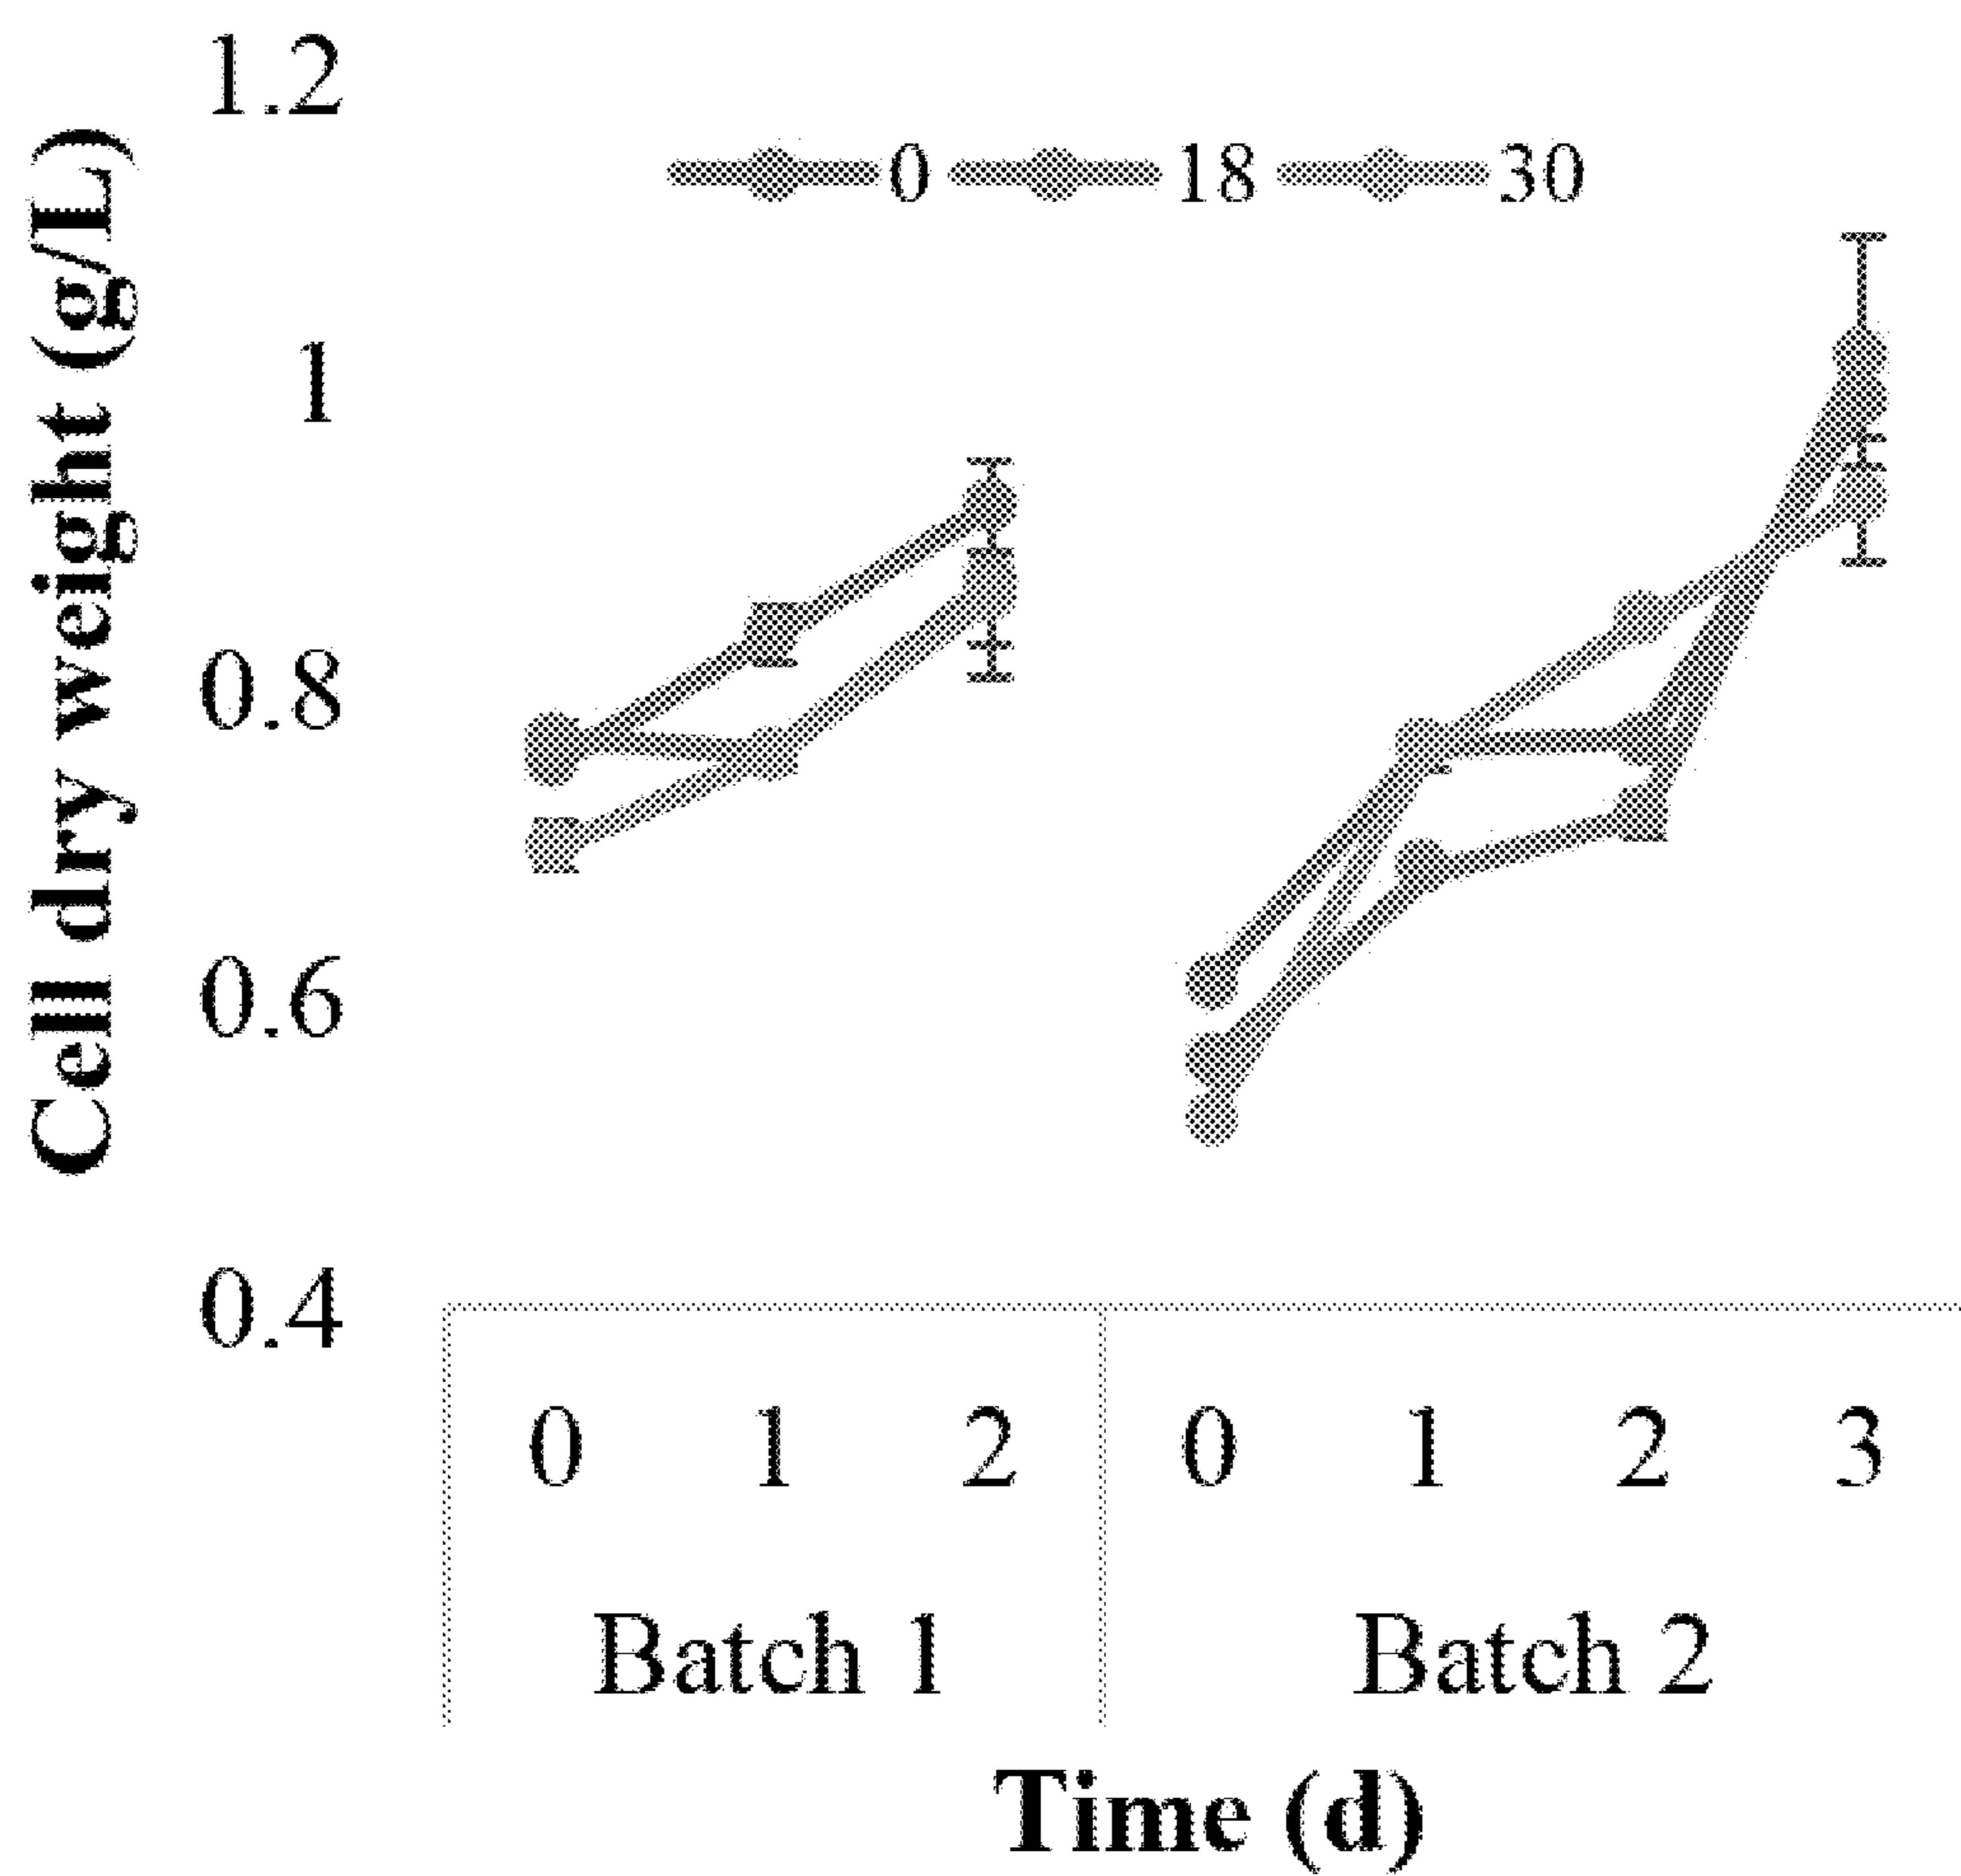 Cell dry weight (g/L)
1.2
1
0.8
0.6
0.4
0 18 30
0 1 2 0 1 2 3
Batch 1 Batch 2
Time (d)